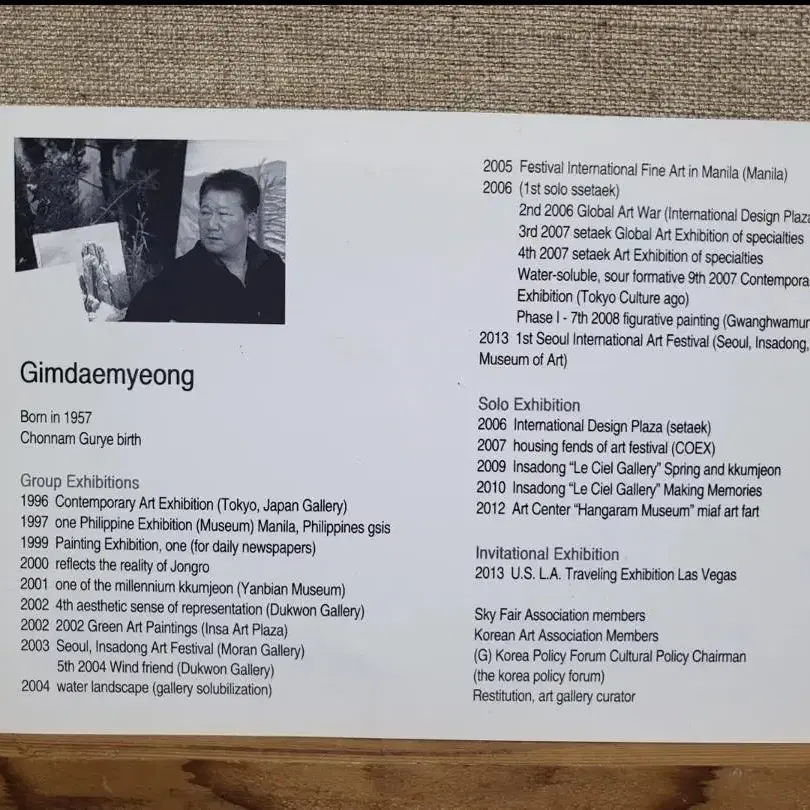 Gimdaemyeong
Born in 1957
Chonnam Gurye birth
Group Exhibitions
1996 Contemporary Art Exhibition (Tokyo, Japan Gallery)
1997 one Philippine Exhibition (Museum) Manila, Philippines gsis
1999 Painting Exhibition, one (for daily newspapers)
2000 reflects the reality of Jongro
2001 one of the millennium kkumjeon (Yanbian Museum)
2002 4th aesthetic sense of representation (Dukwon Gallery)
2002 2002 Green Art Paintings (Insa Art Plaza)
2003 Seoul, Insadong Art Festival (Moran Gallery)
5th 2004 Wind friend (Dukwon Gallery)
2004 water landscape (gallery solubilization)
2005 Festival International Fine Art in Manila (Manila)
2006 (1st solo ssetaek)
2nd 2006 Global Art War (International Design
3rd 2007 setaek Global Art Exhibition of specialties
4th 2007 setaek Art Exhibition of specialties
Water-soluble, sour formative 9th 2007
Exhibition (Tokyo Culture ago)
Phase I - 7th 2008 figurative painting
2013 1st Seoul International Art Festival (Seoul, Insadong,
Museum of Art)
Solo Exhibition
2006 International Design Plaza (setaek)
2007 housing fends of art festival (COEX)
2009 Insadong “Le Ciel Gallery” Spring and kkumjeon
2010 Insadong “Le Ciel Gallery” Making Memories
2012 Art Center “Hangaram Museum” miaf art fart
Invitational Exhibition
2013 U.S. L.A. Traveling Exhibition Las Vegas
Sky Fair Association members
Korean Art Association Members
(G) Korea Policy Forum Cultural Policy Chairman
(the korea policy forum)
Restitution, art gallery curator